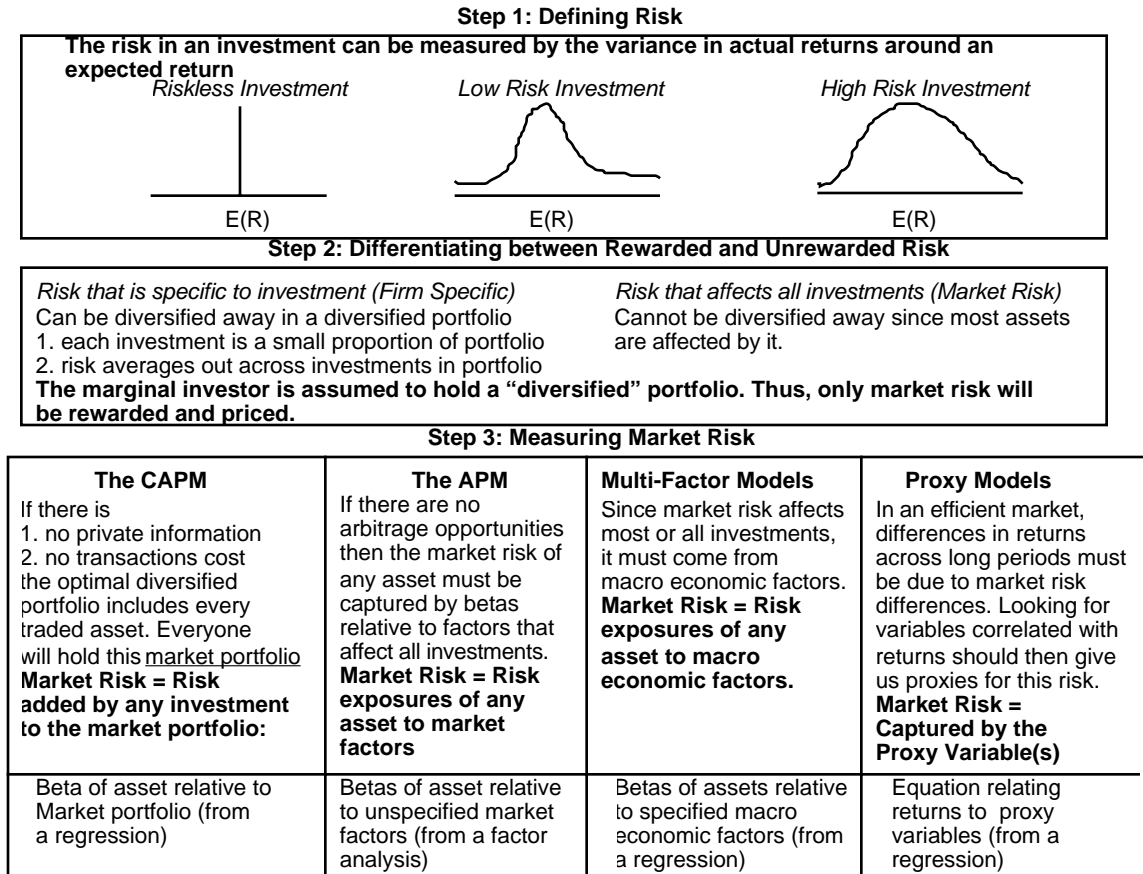 Step 1: Defining Risk
The risk in an investment can be measured by the variance in actual returns around an
expected return
Riskless Investment
Low Risk Investment
High Risk Investment
E(R)
E(R)
E(R)
Step 2: Differentiating between Rewarded and Unrewarded Risk
Risk that is specific to investment (Firm Specific)
Can be diversified away in a diversified portfolio
1. each investment is a small proportion of portfolio
2. risk averages out across investments in portfolio
Risk that affects all investments (Market Risk)
Cannot be diversified away since most assets
are affected by it.
The marginal investor is assumed to hold a “diversified” portfolio. Thus, only market risk will
be rewarded and priced.
Step 3: Measuring Market Risk
The CAPM
If there is
1. no private information
2. no transactions cost
the optimal diversified
portfolio includes every
traded asset. Everyone
will hold this market portfolio
Market Risk = Risk
added by any investment
to the market portfolio:
Beta of asset relative to
Market portfolio (from
a regression)
The APM
If there are no
arbitrage opportunities
then the market risk of
any asset must be
captured by betas
relative to factors that
affect all investments.
Market Risk = Risk
exposures of any
asset to market
factors
Betas of asset relative
to unspecified market
factors (from a factor
analysis)
Multi-Factor Models
Since market risk affects
most or all investments,
it must come from
macro economic factors.
Market Risk = Risk
exposures of any
asset to macro
economic factors.
Betas of assets relative
to specified macro
economic factors (from
a regression)
Proxy Models
In an efficient market,
differences in returns
across long periods must
be due to market risk
differences. Looking for
variables correlated with
returns should then give
us proxies for this risk.
Market Risk =
Captured by the
Proxy Variable(s)
Equation relating
returns to proxy
variables (from a
regression)